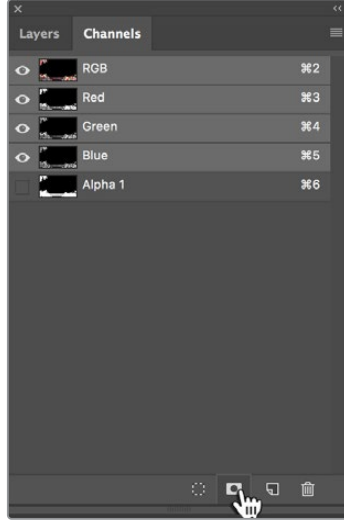 Layers Channels
RGB ⌘2
Red ⌘3
Green ⌘4
Blue ⌘5
Alpha 1 ⌘6